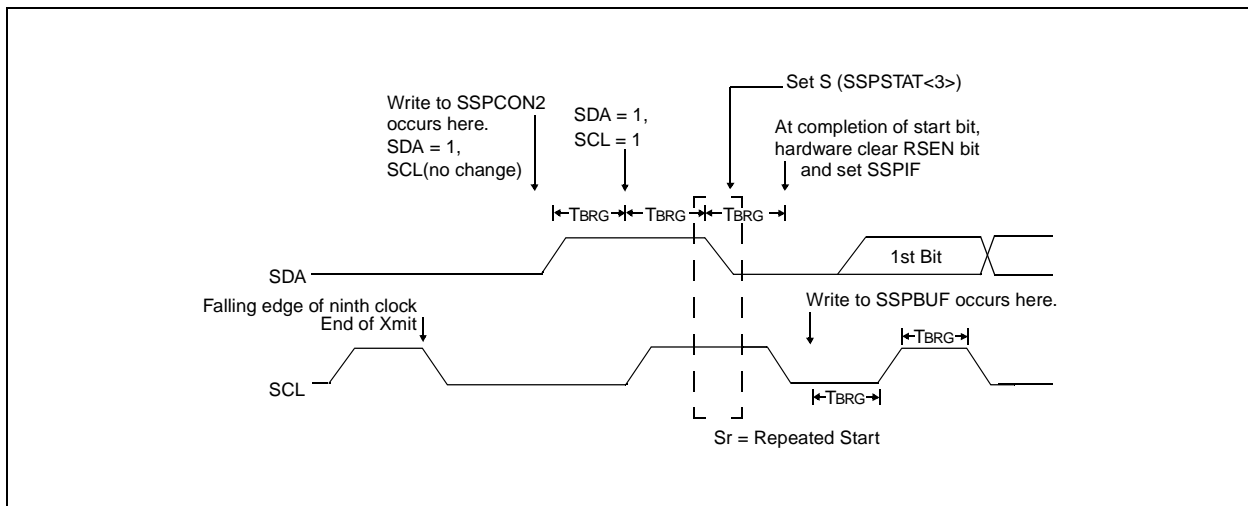 Set S (SSPSTAT<3>)
Write to SSPCON2
occurs here.
SDA = 1,
SCL(no change)
SDA = 1,
SCL = 1
At completion of start bit,
hardware clear RSEN bit
and set SSPIF
TBRG
TBRG
TBRG
SDA
1st Bit
Falling edge of ninth clock
End of Xmit
Write to SSPBUF occurs here.
TBRG
SCL
TBRG
Sr = Repeated Start